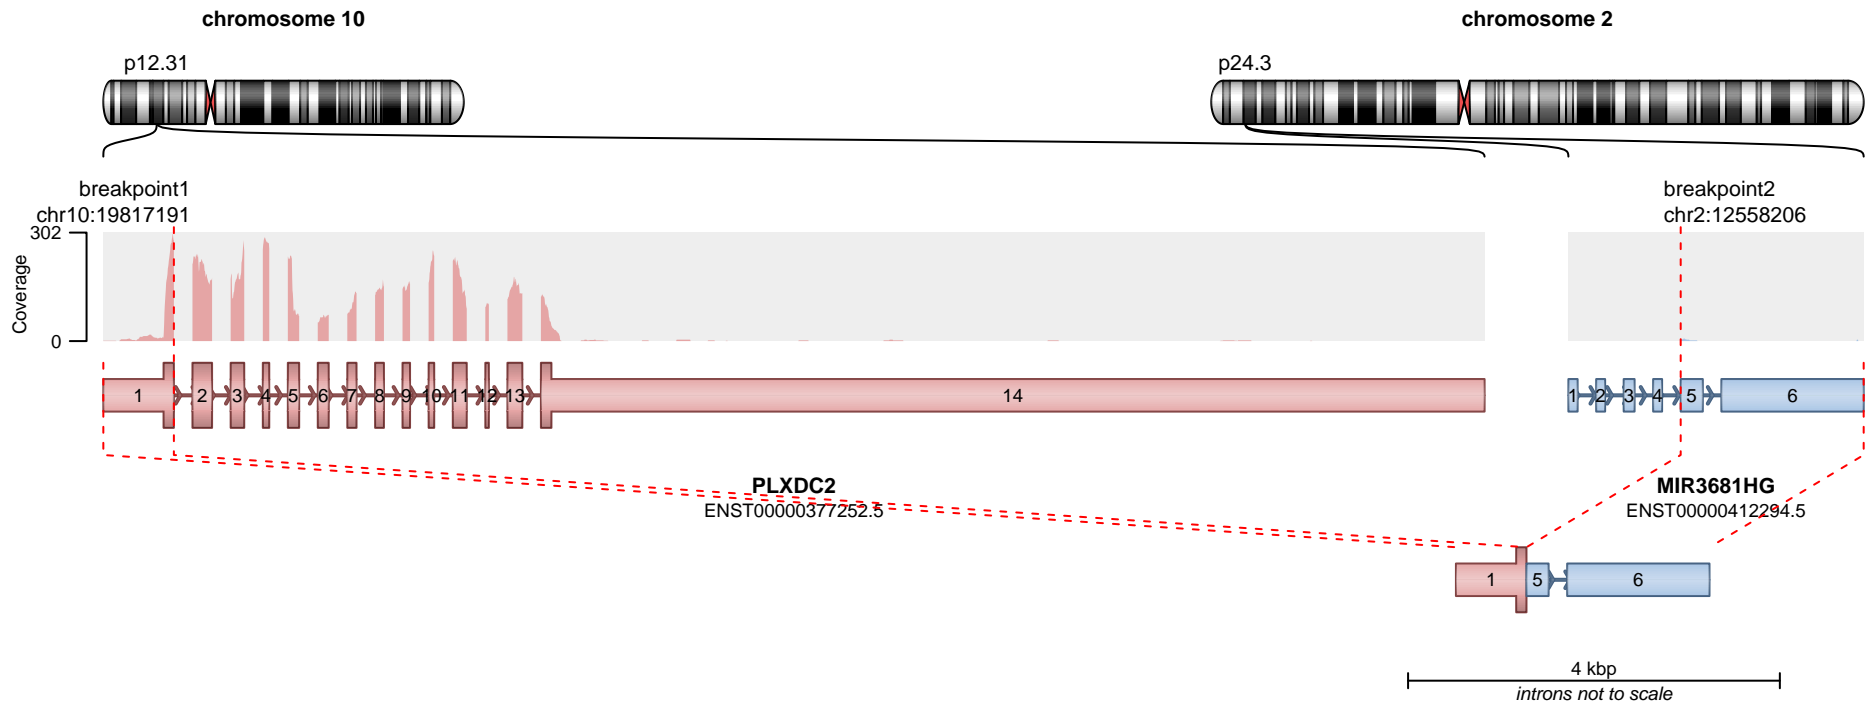 chromosome 10
chromosome 2
p12.31
p24.3
breakpoint1
chr10:19817191
breakpoint2
chr2:12558206
302
Coverage
0
1 2 3 4 5 6 7 8 9 10 11 12 13 14
1 2 3 4 5 6
PLXDC2
ENST00000377252.5
MIR3681HG
ENST00000412294.5
1 5 6
4 kbp
introns not to scale